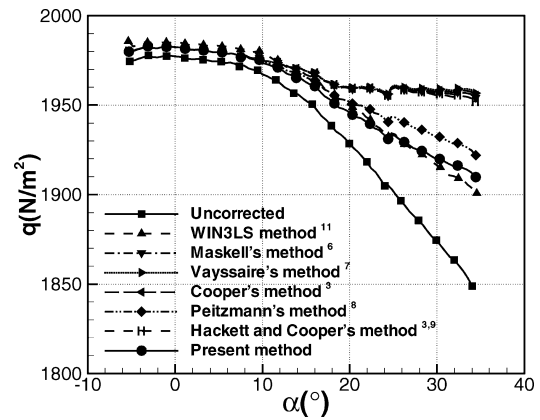 2000
1950
1900
1850
1800
q(N/m²)
Uncorrected
WIN3LS method ¹¹
Maskell's method ⁶
Vayssaire's method ⁷
Cooper's method ³
Peitzmann's method ⁸
Hackett and Cooper's method ³,⁹
Present method
-10 0 10 20 30 40
α(°)